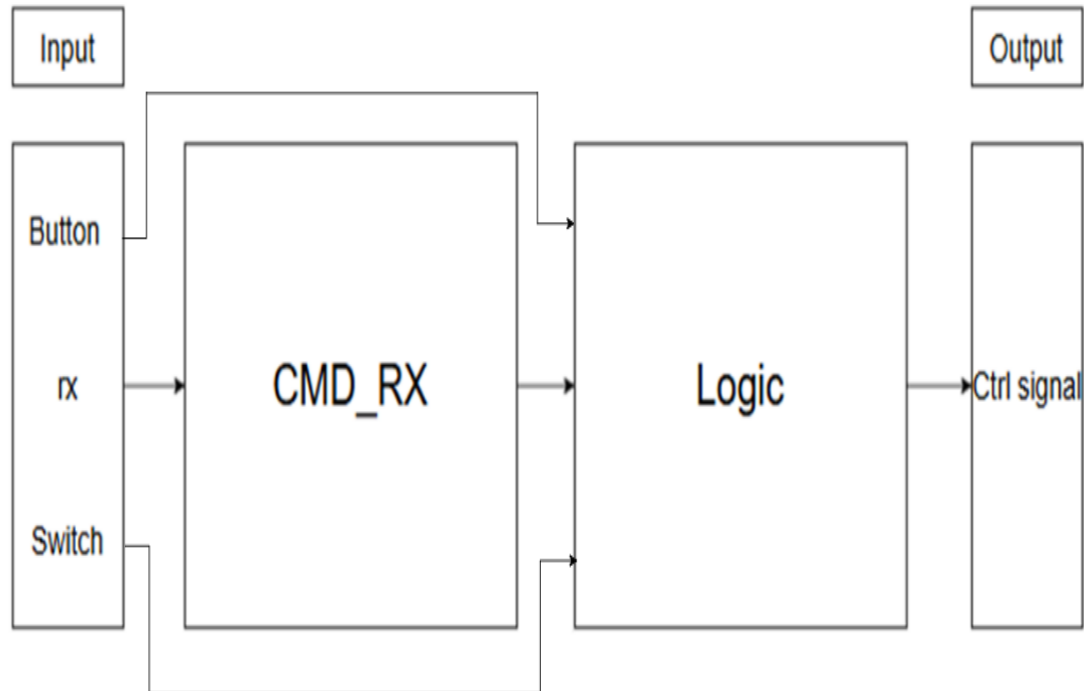 Input
Output
Button
rx
Switch
CMD_RX
Logic
Ctrl signal